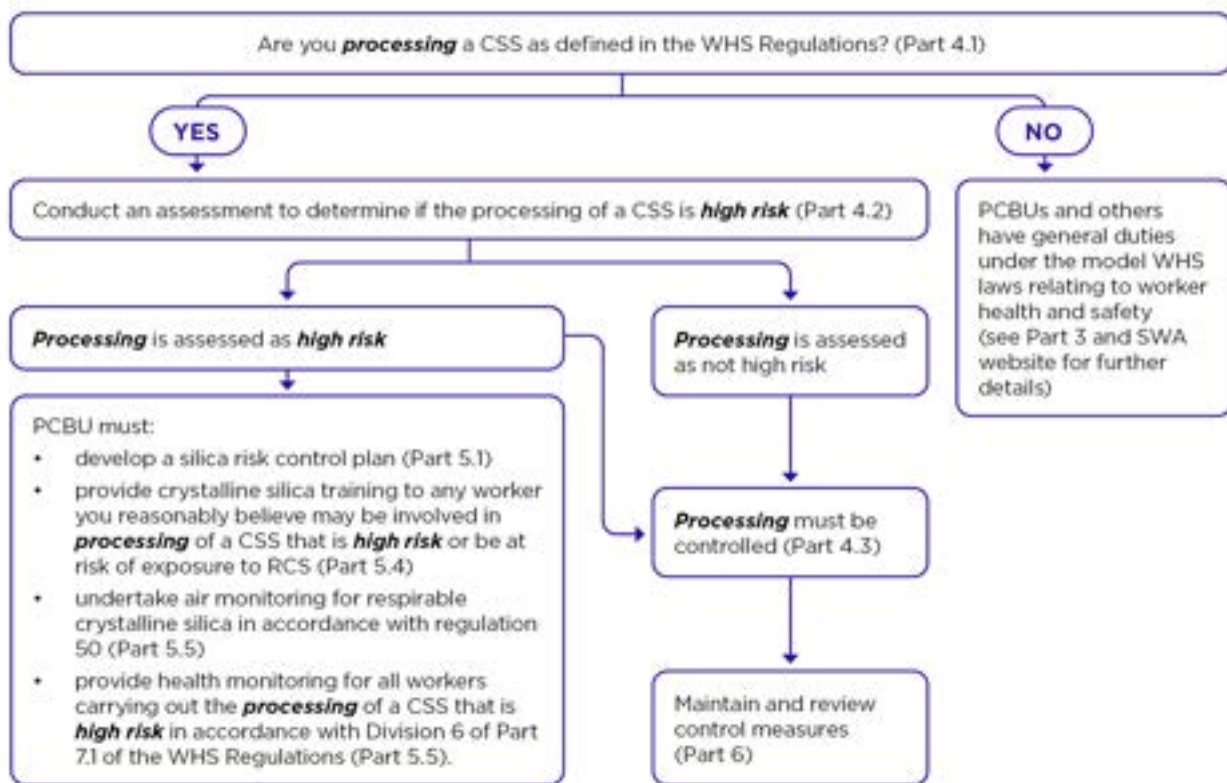 Are you processing a CSS as defined in the WHS Regulations? (Part 4.1)
YES
NO
Conduct an assessment to determine if the processing of a CSS is high risk (Part 4.2)
PCBUs and others
have general duties
under the model WHS
laws relating to worker
health and safety
(see Part 3 and SWA
website for further
details)
Processing is assessed as high risk
Processing is assessed
as not high risk
PCBU must:
• develop a silica risk control plan (Part 5.1)
• provide crystalline silica training to any worker
you reasonably believe may be involved in
processing of a CSS that is high risk or be at
risk of exposure to RCS (Part 5.4)
• undertake air monitoring for respirable
crystalline silica in accordance with regulation
50 (Part 5.5)
• provide health monitoring for all workers
carrying out the processing of a CSS that is
high risk in accordance with Division 6 of Part
7.1 of the WHS Regulations (Part 5.5).
Processing must be
controlled (Part 4.3)
Maintain and review
control measures
(Part 6)